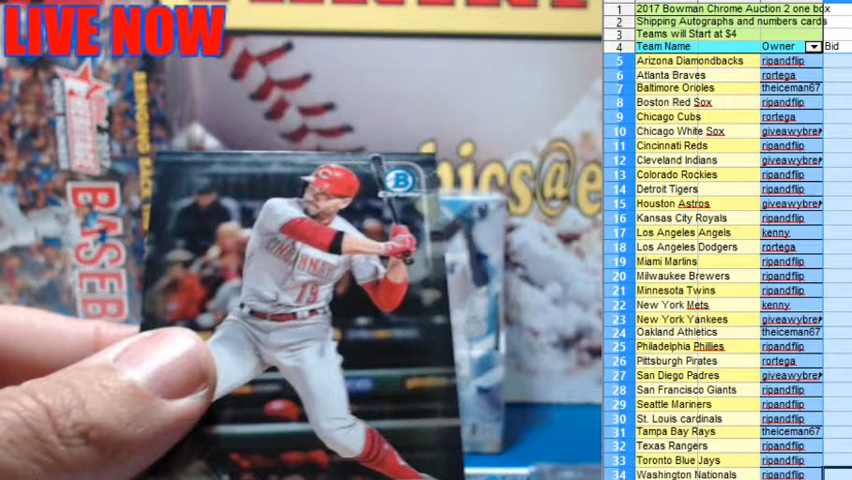 LIVE NOW
BASEB
BRINGING BACK
ics@e
B
CINCINNATI
19
1 2017 Bowman Chrome Auction 2 one box
2 Shipping Autographs and numbers cards
3 Teams will Start at $4
4 Team Name Owner Bid
5 Arizona Diamondbacks ripandflip
6 Atlanta Braves rortega
7 Baltimore Orioles theiceman67
8 Boston Red Sox ripandflip
9 Chicago Cubs rortega
10 Chicago White Sox giveawybre
11 Cincinnati Reds ripandflip
12 Cleveland Indians giveawybre
13 Colorado Rockies ripandflip
14 Detroit Tigers ripandflip
15 Houston Astros giveawybre
16 Kansas City Royals ripandflip
17 Los Angeles Angels kenny
18 Los Angeles Dodgers rortega
19 Miami Marlins ripandflip
20 Milwaukee Brewers ripandflip
21 Minnesota Twins ripandflip
22 New York Mets kenny
23 New York Yankees giveawybre
24 Oakland Athletics theiceman67
25 Philadelphia Phillies ripandflip
26 Pittsburgh Pirates rortega
27 San Diego Padres giveawybre
28 San Francisco Giants ripandflip
29 Seattle Mariners ripandflip
30 St. Louis cardinals ripandflip
31 Tampa Bay Rays theiceman67
32 Texas Rangers ripandflip
33 Toronto Blue Jays ripandflip
34 Washington Nationals ripandflip